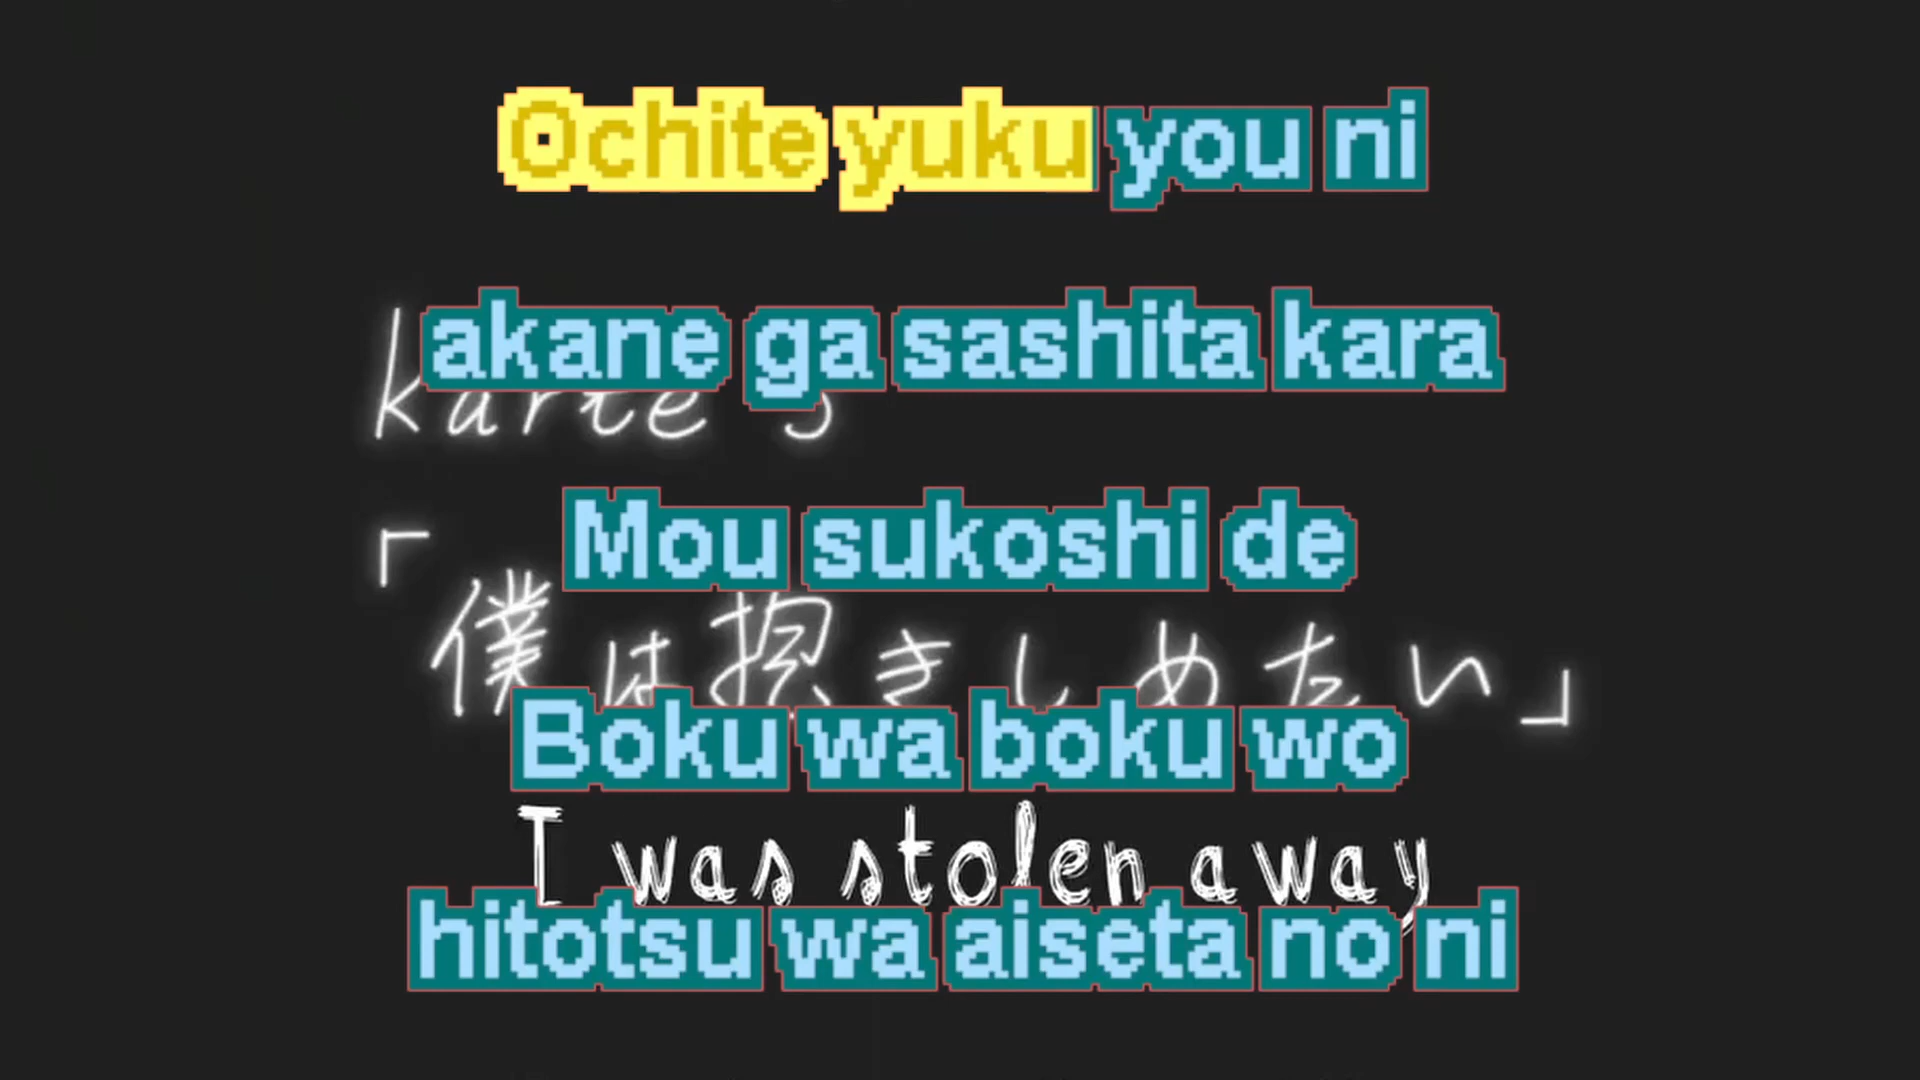 Ochite yuku you ni
akane ga sashita kara
karte
Mou sukoshi de
「僕は抱きしめたい」
Boku wa boku wo
I was stolen away
hitotsu wa aiseta no ni